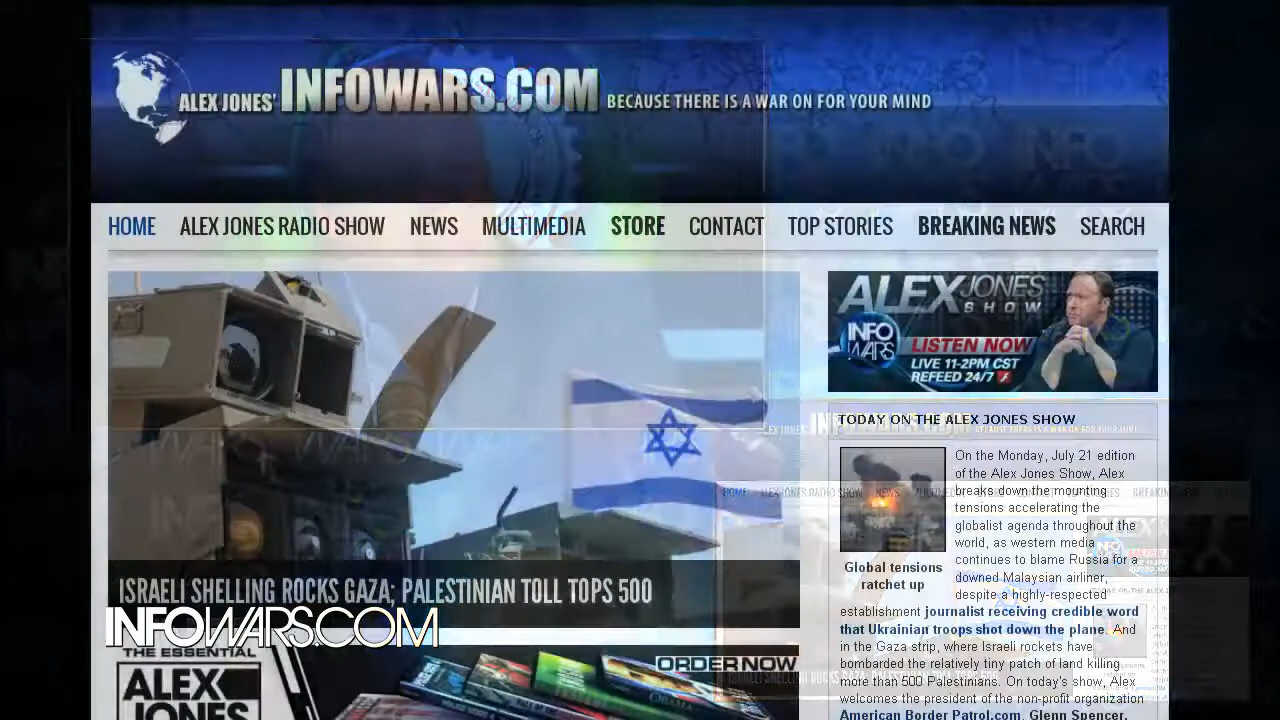 ALEX JONES' INFOWARS.COM BECAUSE THERE IS A WAR ON FOR YOUR MIND
HOME ALEX JONES RADIO SHOW NEWS MULTIMEDIA STORE CONTACT TOP STORIES BREAKING NEWS SEARCH
ALEX JONES
SHOW
INFO
WARS
LISTEN NOW
LIVE 11-2PM CST
REFEED 24/7
TODAY ON THE ALEX JONES SHOW
On the Monday, July 21 edition
of the Alex Jones Show, Alex
breaks down the mounting
tensions accelerating the
globalist agenda throughout the
world, as western media
continues to blame Russia for a
downed Malaysian airliner,
despite a highly-respected
Global tensions
ratchet up
establishment journalist receiving credible word
that Ukrainian troops shot down the plane. And
in the Gaza strip, where Israeli rockets have
bombarded the relatively tiny patch of land killing
more than 500 Palestinians. On today's show, Alex
welcomes the president of the non-profit organization
American Border Patrol.com, Glenn Spencer,
ISRAELI SHELLING ROCKS GAZA; PALESTINIAN TOLL TOPS 500
INFOWARS.COM
THE ESSENTIAL
ALEX
JONES
ORDER NOW